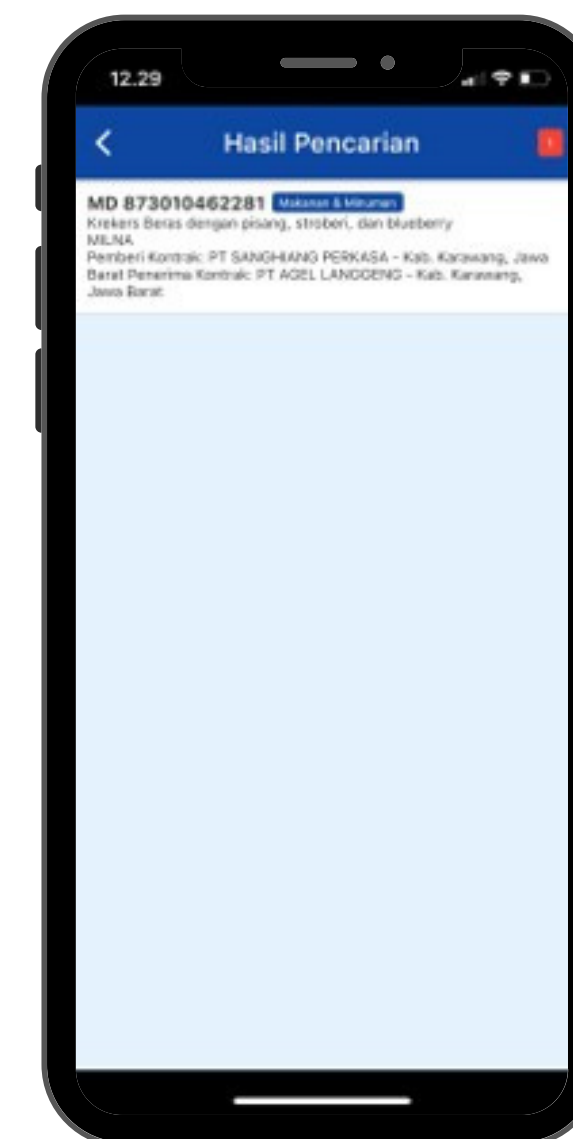 12.29
Hasil Pencarian
1
MD 873010462281 Makanan & Minuman
Krekers Beras dengan pisang, stroberi, dan blueberry
MILNA
Pemberi Kontrak: PT SANGHIANG PERKASA - Kab. Karawang, Jawa
Barat Penerima Kontrak: PT AGEL LANGGENG - Kab. Karawang,
Jawa Barat